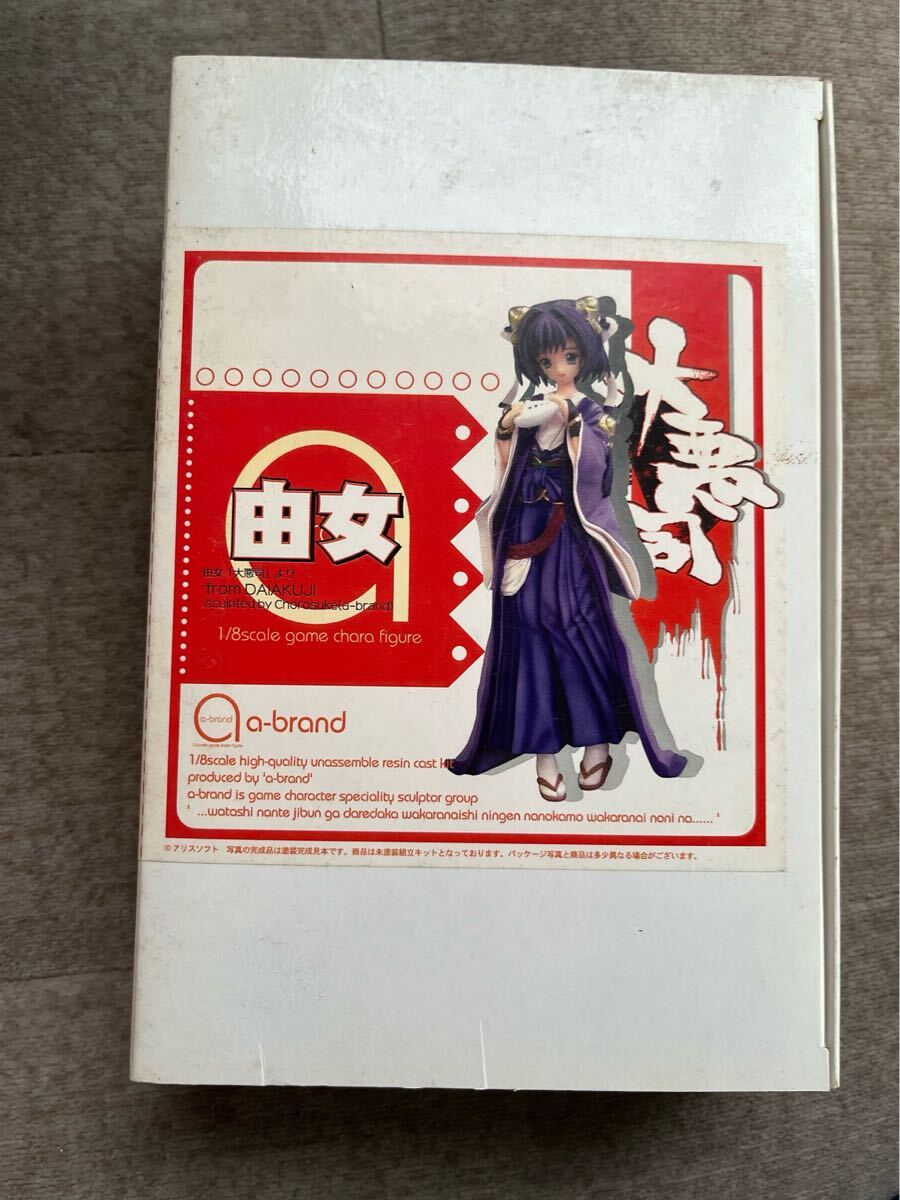 大悪司
由女
由女「大悪司」より
from DAIAKUJI
sculpted by Chorosuke(a-brand)
1/8scale game chara figure
a-brand
a-brand
1/8scale high-quality unassemble resin cast kit
produced by 'a-brand'
a-brand is game character speciality sculptor group
' ...watashi nante jibun ga daredaka wakaranaishi ningen nanokamo wakaranai noni na...... '
© アリスソフト 写真の完成品は塗装完成見本です。商品は未塗装組立キットとなっております。パッケージ写真と商品は多少異なる場合がございます。